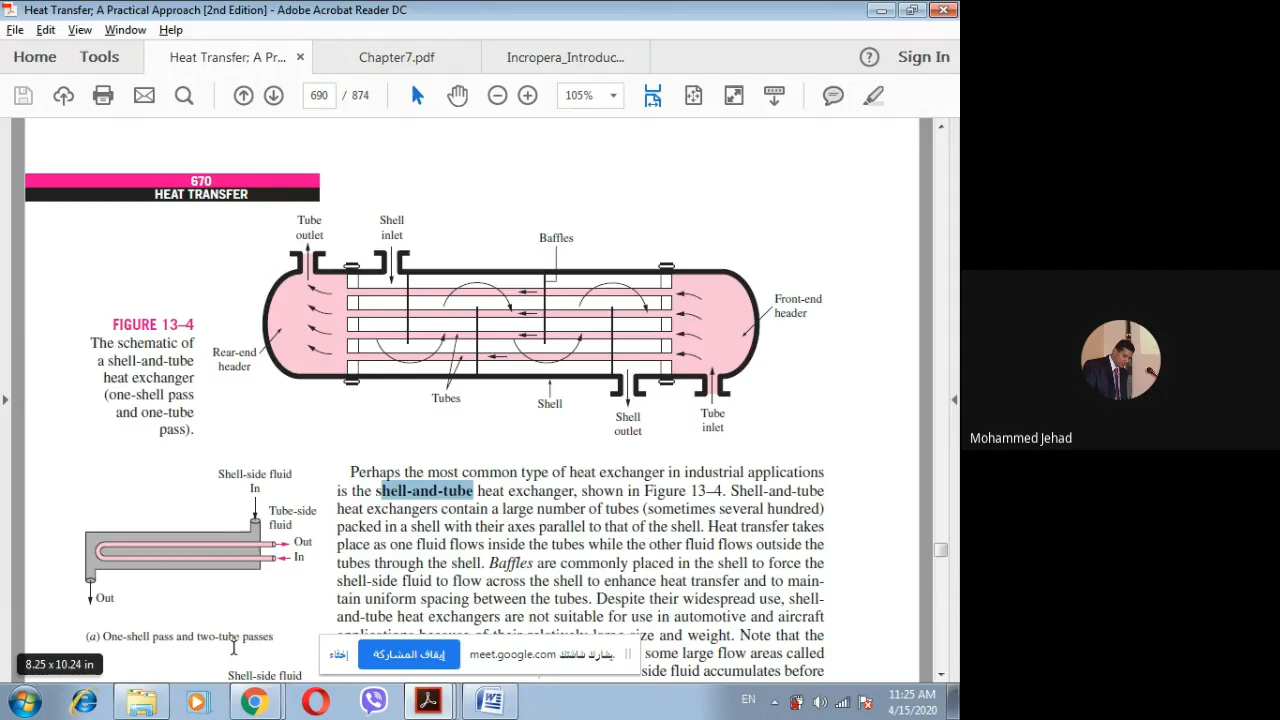 Heat Transfer; A Practical Approach [2nd Edition] - Adobe Acrobat Reader DC
File Edit View Window Help
Home Tools Heat Transfer; A Pr... × Chapter7.pdf Incropera_Introduc... Sign In
690 / 874 105%
670
HEAT TRANSFER
Tube
outlet
Shell
inlet
Baffles
Front-end
header
Rear-end
header
Tubes
Shell
Shell
outlet
Tube
inlet
FIGURE 13–4
The schematic of
a shell-and-tube
heat exchanger
(one-shell pass
and one-tube
pass).
Shell-side fluid
In
Tube-side
fluid
Out
In
Out
(a) One-shell pass and two-tube passes
Shell-side fluid
Perhaps the most common type of heat exchanger in industrial applications
is the shell-and-tube heat exchanger, shown in Figure 13–4. Shell-and-tube
heat exchangers contain a large number of tubes (sometimes several hundred)
packed in a shell with their axes parallel to that of the shell. Heat transfer takes
place as one fluid flows inside the tubes while the other fluid flows outside the
tubes through the shell. Baffles are commonly placed in the shell to force the
shell-side fluid to flow across the shell to enhance heat transfer and to main-
tain uniform spacing between the tubes. Despite their widespread use, shell-
and-tube heat exchangers are not suitable for use in automotive and aircraft
applications because of their relatively large size and weight. Note that the
some large flow areas called
side fluid accumulates before
meet.google.com يشارك شاشتك.
إيقاف المشاركة
إخفاء
8.25 x 10.24 in
EN
11:25 AM
4/15/2020
Mohammed Jehad